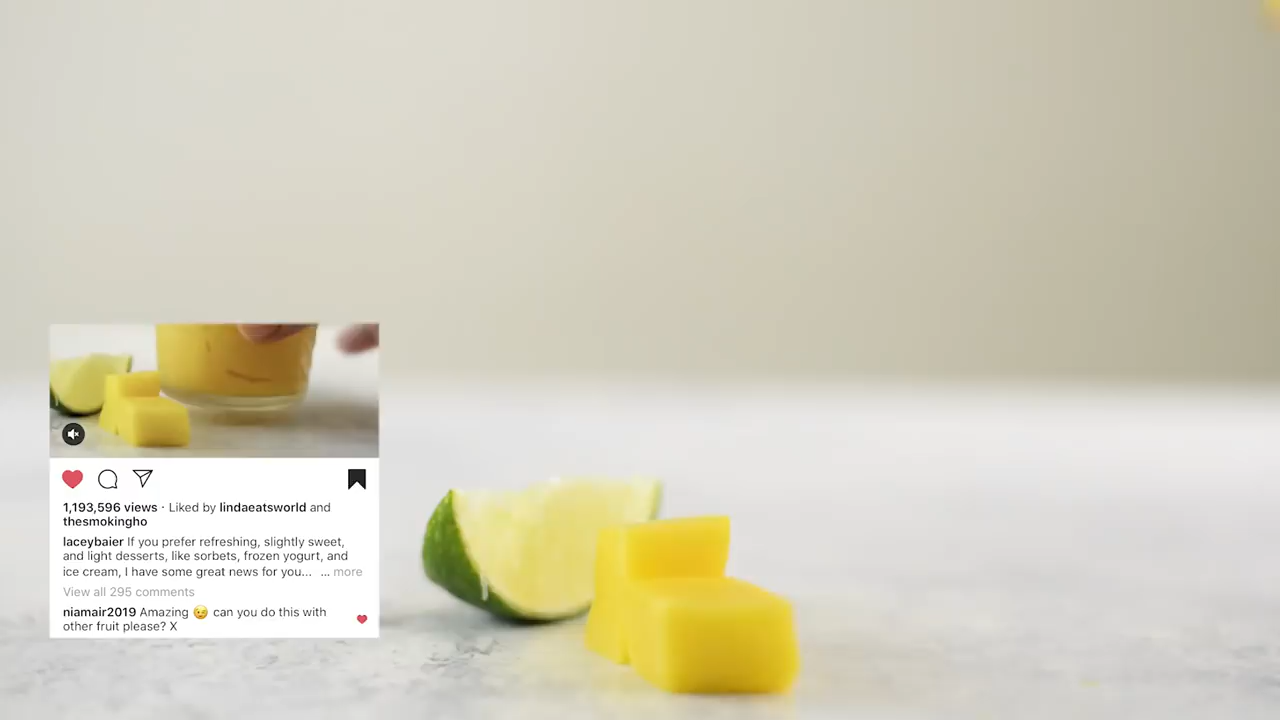 1,193,596 views · Liked by lindaeatsworld and
thesmokingho
laceybaier If you prefer refreshing, slightly sweet,
and light desserts, like sorbets, frozen yogurt, and
ice cream, I have some great news for you... ... more
View all 295 comments
niamair2019 Amazing 😉 can you do this with
other fruit please? X